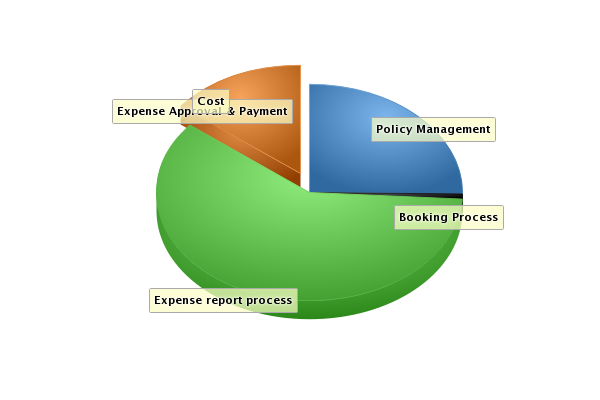 Cost
Expense Approval & Payment
Policy Management
Booking Process
Expense report process